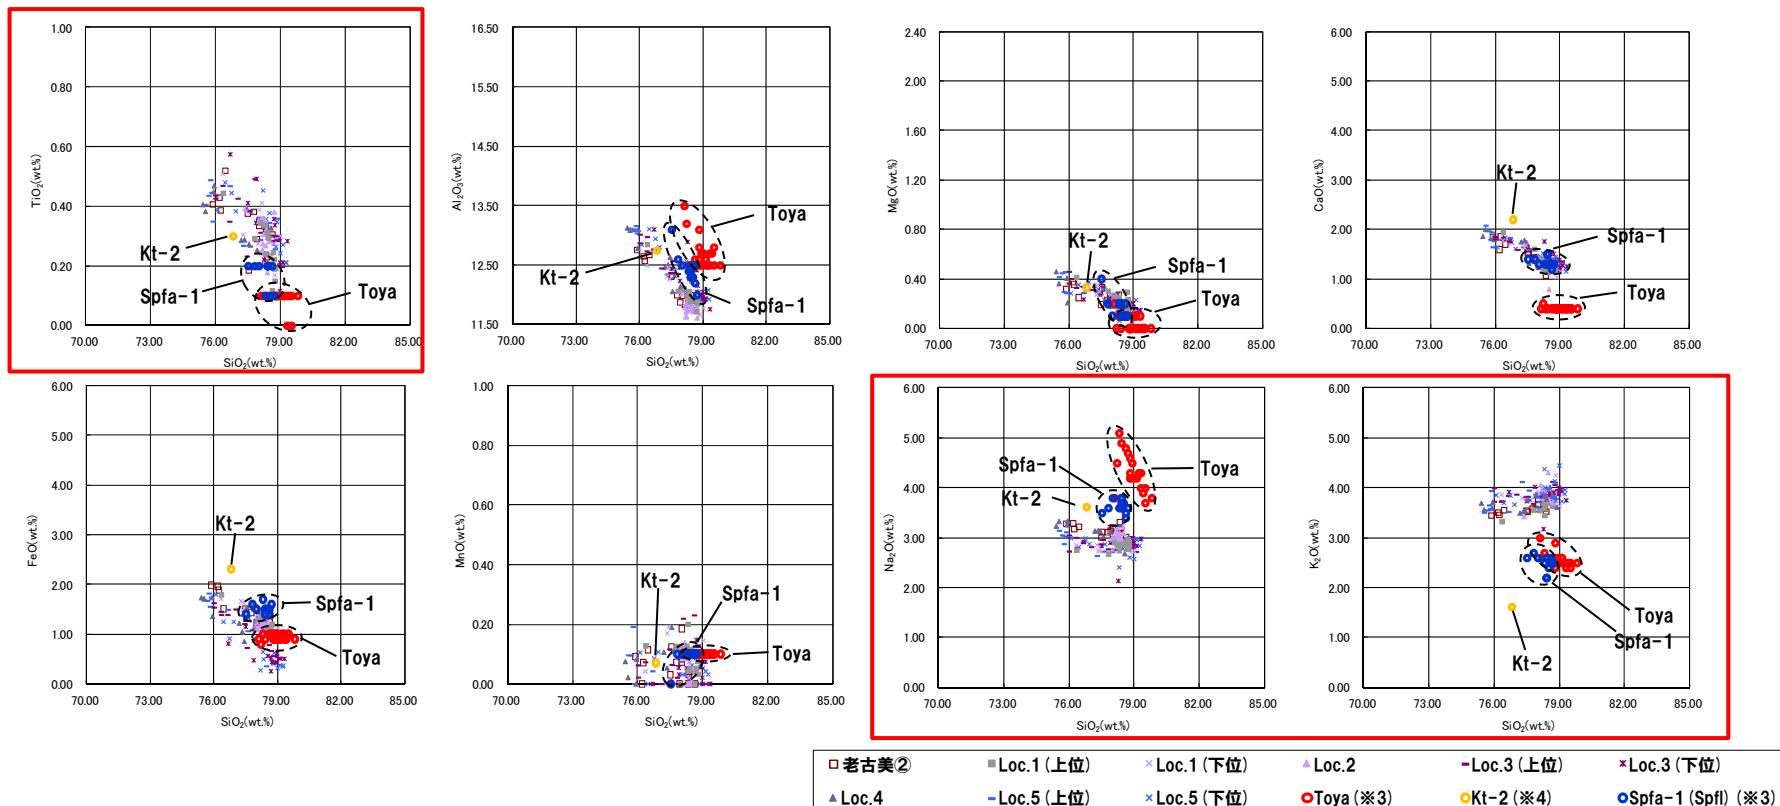 1.00
0.80
0.60
0.40
0.20
0.00
TiO₂(wt.%)
Kt-2
Spfa-1
Toya
70.00 73.00 76.00 79.00 82.00 85.00
SiO₂(wt.%)
16.50
15.50
14.50
13.50
12.50
11.50
Al₂O₃(wt.%)
Toya
Kt-2
Spfa-1
70.00 73.00 76.00 79.00 82.00 85.00
SiO₂(wt.%)
2.40
2.00
1.60
1.20
0.80
0.40
0.00
MgO(wt.%)
Kt-2
Spfa-1
Toya
70.00 73.00 76.00 79.00 82.00 85.00
SiO₂(wt.%)
6.00
5.00
4.00
3.00
2.00
1.00
0.00
CaO(wt.%)
Kt-2
Spfa-1
Toya
70.00 73.00 76.00 79.00 82.00 85.00
SiO₂(wt.%)
6.00
5.00
4.00
3.00
2.00
1.00
0.00
FeO(wt.%)
Kt-2
Spfa-1
Toya
70.00 73.00 76.00 79.00 82.00 85.00
SiO₂(wt.%)
1.00
0.80
0.60
0.40
0.20
0.00
MnO(wt.%)
Kt-2
Spfa-1
Toya
70.00 73.00 76.00 79.00 82.00 85.00
SiO₂(wt.%)
6.00
5.00
4.00
3.00
2.00
1.00
0.00
Na₂O(wt.%)
Spfa-1
Toya
Kt-2
70.00 73.00 76.00 79.00 82.00 85.00
SiO₂(wt.%)
6.00
5.00
4.00
3.00
2.00
1.00
0.00
K₂O(wt.%)
Toya
Spfa-1
Kt-2
70.00 73.00 76.00 79.00 82.00 85.00
SiO₂(wt.%)
老古美② Loc.1 (上位) Loc.1 (下位) Loc.2 Loc.3 (上位) Loc.3 (下位)
Loc.4 Loc.5 (上位) Loc.5 (下位) Toya (※3) Kt-2 (※4) Spfa-1 (Spfl) (※3)